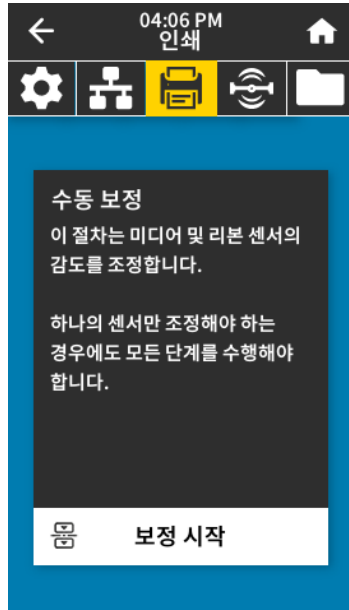 04:06 PM
인쇄
수동 보정
이 절차는 미디어 및 리본 센서의
감도를 조정합니다.
하나의 센서만 조정해야 하는
경우에도 모든 단계를 수행해야
합니다.
보정 시작